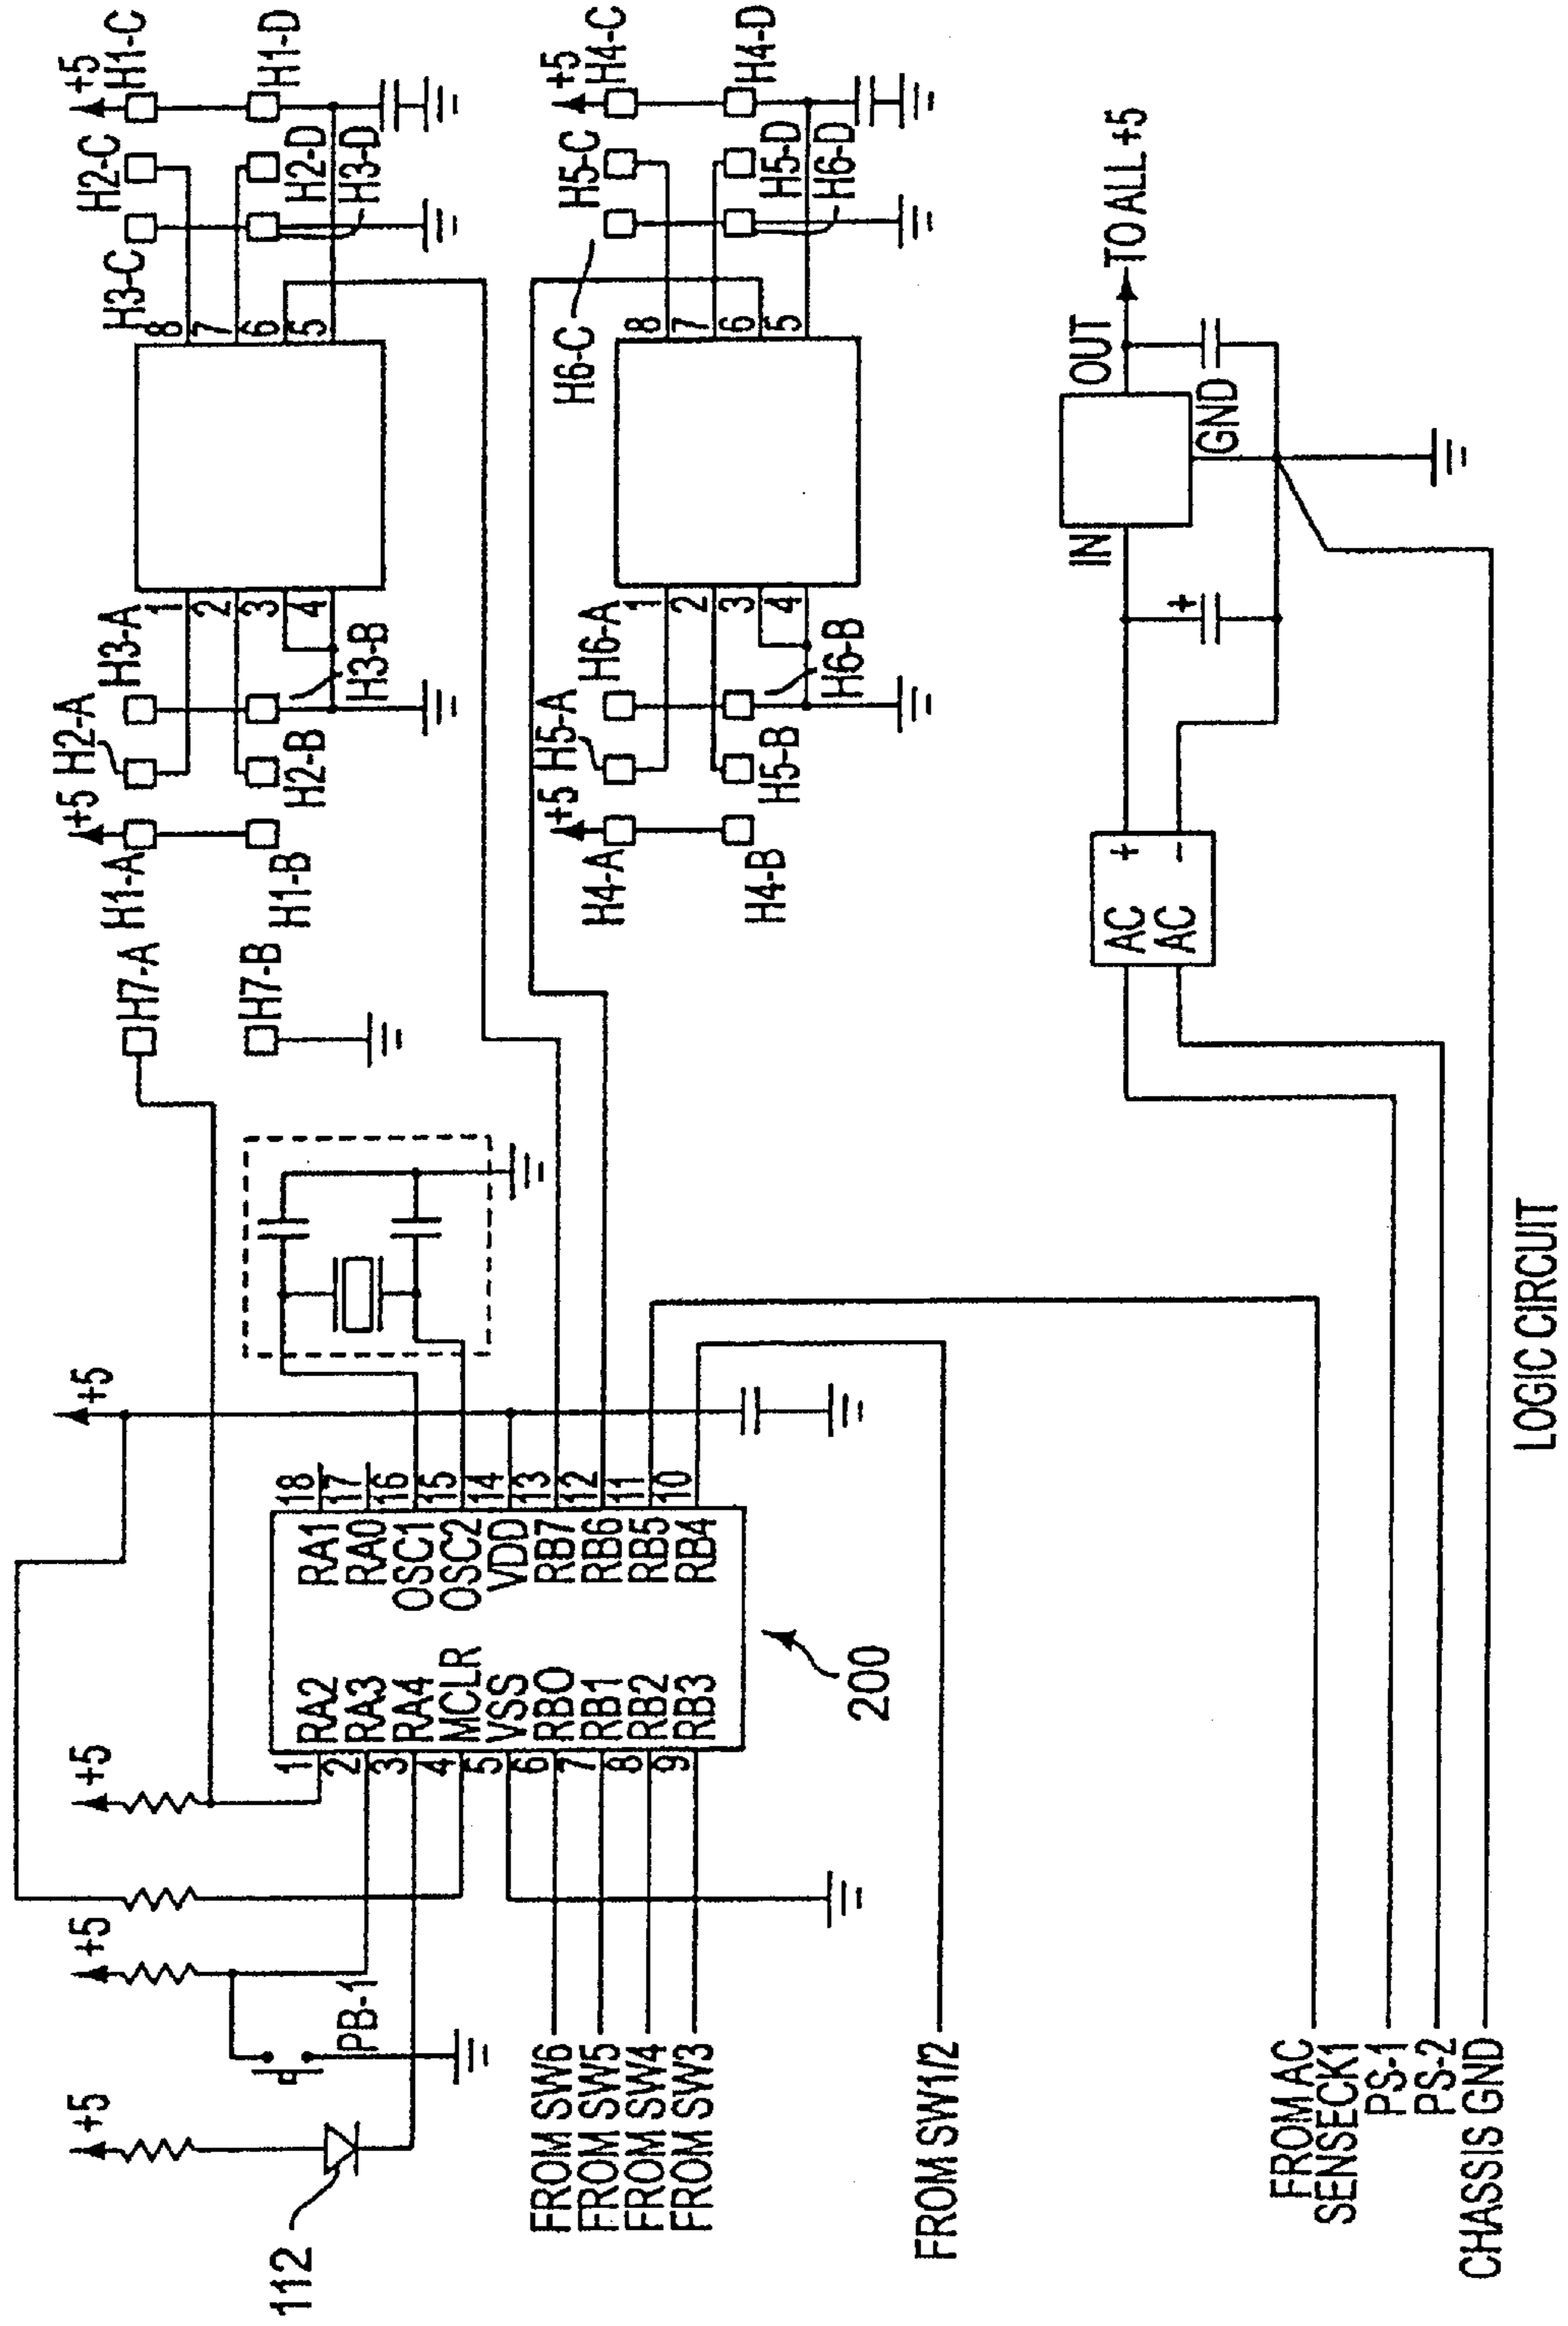 +5
+5
+5
+5
112
PB-1
1 RA2
2 RA3
3 RA4
4 MCLR
5 VSS
6 RBO
7 RB1
8 RB2
9 RB3
RA1 18
RA0 17
OSC1 16
OSC2 15
VDD 14
RB7 13
RB6 12
RB5 11
RB4 10
200
FROM SW6
FROM SW5
FROM SW4
FROM SW3
FROM SW1/2
FROM AC
SENSECK1
PS-1
PS-2
CHASSIS GND
H7-A
H7-B
+5
H1-A
H2-A
H3-A
H1-B
H2-B
H3-B
1
2
3
4
8
7
6
5
+5
H3-C
H2-C
H1-C
H1-D
H2-D
H3-D
+5
H4-A
H5-A
H6-A
H4-B
H5-B
H6-B
1
2
3
4
8
7
6
5
+5
H6-C
H5-C
H4-C
H4-D
H5-D
H6-D
AC +
AC -
+
IN
OUT
GND
TO ALL +5
LOGIC CIRCUIT